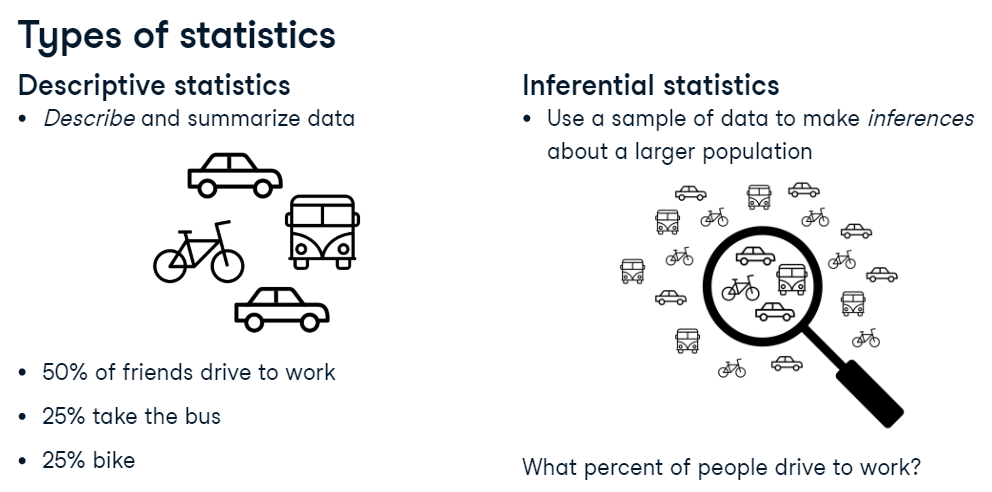 Types of statistics
Descriptive statistics
• Describe and summarize data
• 50% of friends drive to work
• 25% take the bus
• 25% bike
Inferential statistics
• Use a sample of data to make inferences
about a larger population
What percent of people drive to work?